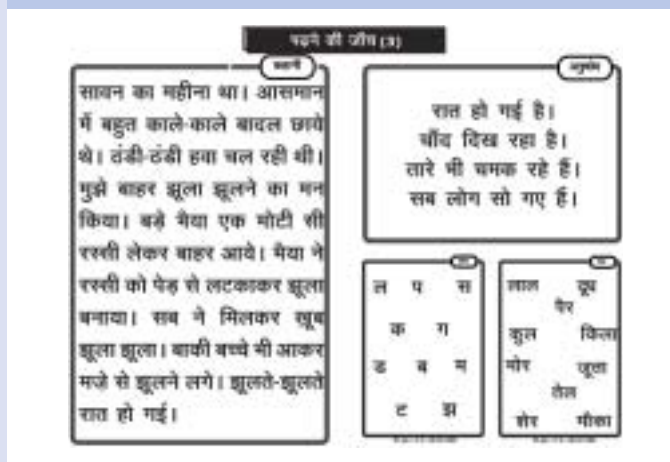 पढ़ने की जाँच (3)
कहानी
सावन का महीना था। आसमान
में बहुत काले-काले बादल छाये
थे। ठंडी-ठंडी हवा चल रही थी।
मुझे बाहर झूला झूलने का मन
किया। बड़े भैया एक मोटी सी
रस्सी लेकर बाहर आये। भैया ने
रस्सी को पेड़ से लटकाकर झूला
बनाया। सब ने मिलकर खूब
झूला झूला। बाकी बच्चे भी आकर
मजे से झूलने लगे। झूलते-झूलते
रात हो गई।
अनुच्छेद
रात हो गई है।
चाँद दिख रहा है।
तारे भी चमक रहे हैं।
सब लोग सो गए हैं।
ल प स
क ग
ड ब म
ट झ
लाल दूध
पैर
कुल किला
मोर जूता
तेल
शेर मौका